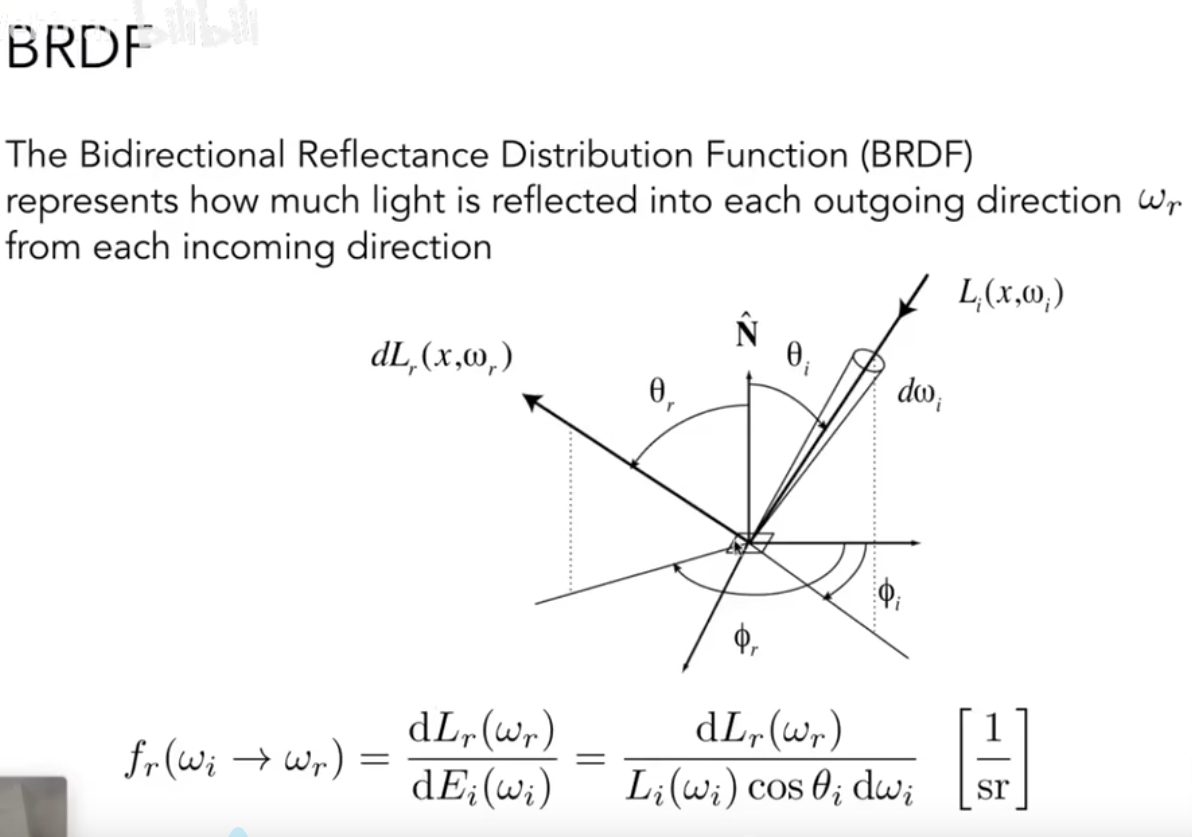 BRDF
The Bidirectional Reflectance Distribution Function (BRDF)
represents how much light is reflected into each outgoing direction ωᵣ
from each incoming direction
Lᵢ(x,ωᵢ)
N̂
θᵢ
dLᵣ(x,ωᵣ)
θᵣ
dωᵢ
ϕᵢ
ϕᵣ
fᵣ(ωᵢ → ωᵣ) = dLᵣ(ωᵣ) / dEᵢ(ωᵢ) = dLᵣ(ωᵣ) / Lᵢ(ωᵢ) cos θᵢ dωᵢ [1/sr]